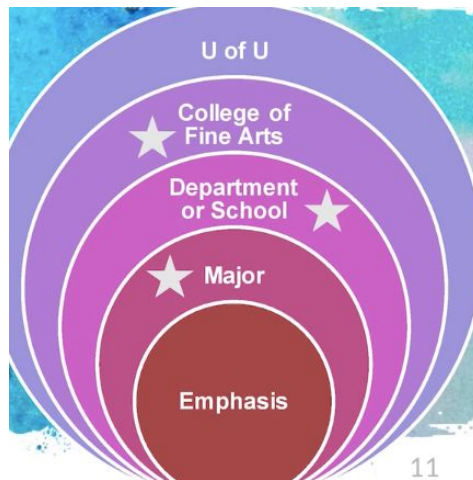 U of U
College of
Fine Arts
Department
or School
Major
Emphasis
11